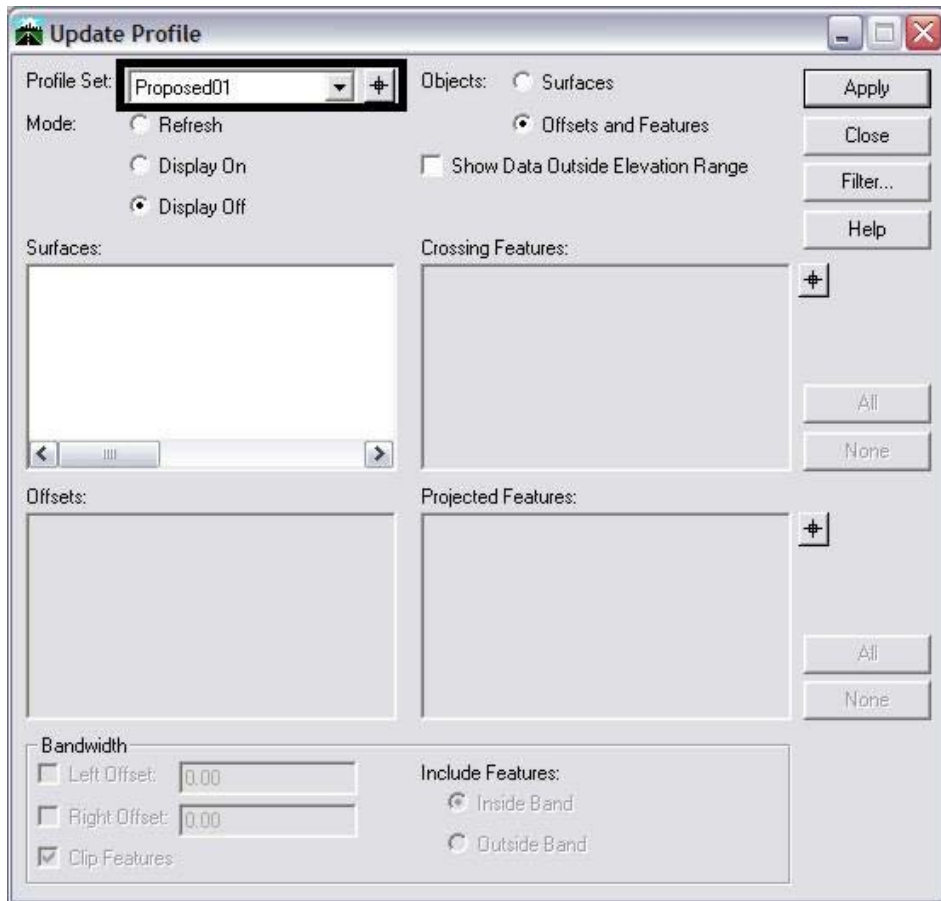 Update Profile
Profile Set: Proposed01
Objects: Surfaces
Offsets and Features
Mode: Refresh
Display On
Display Off
Show Data Outside Elevation Range
Apply
Close
Filter...
Help
Surfaces:
Crossing Features:
All
None
Offsets:
Projected Features:
All
None
Bandwidth
Left Offset: 0.00
Right Offset: 0.00
Clip Features
Include Features:
Inside Band
Outside Band